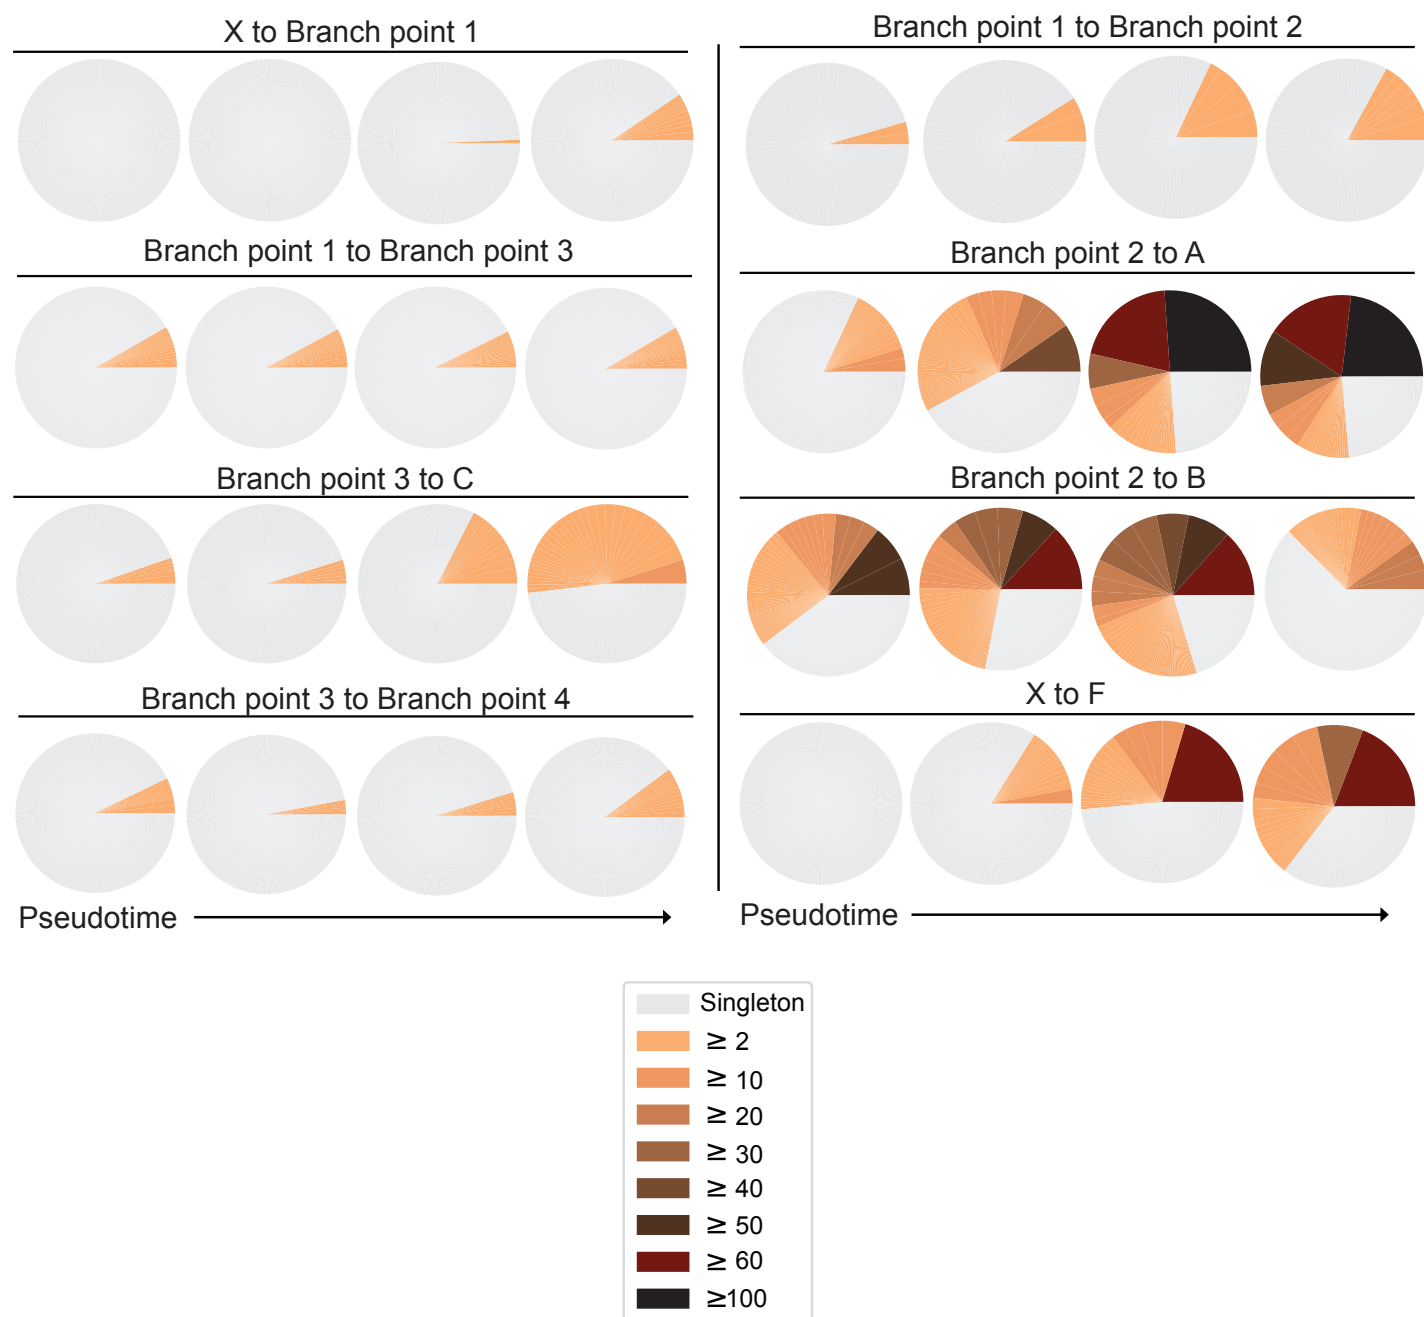 X to Branch point 1
Branch point 1 to Branch point 2
Branch point 1 to Branch point 3
Branch point 2 to A
Branch point 3 to C
Branch point 2 to B
Branch point 3 to Branch point 4
X to F
Pseudotime
Pseudotime
Singleton
≥ 2
≥ 10
≥ 20
≥ 30
≥ 40
≥ 50
≥ 60
≥100